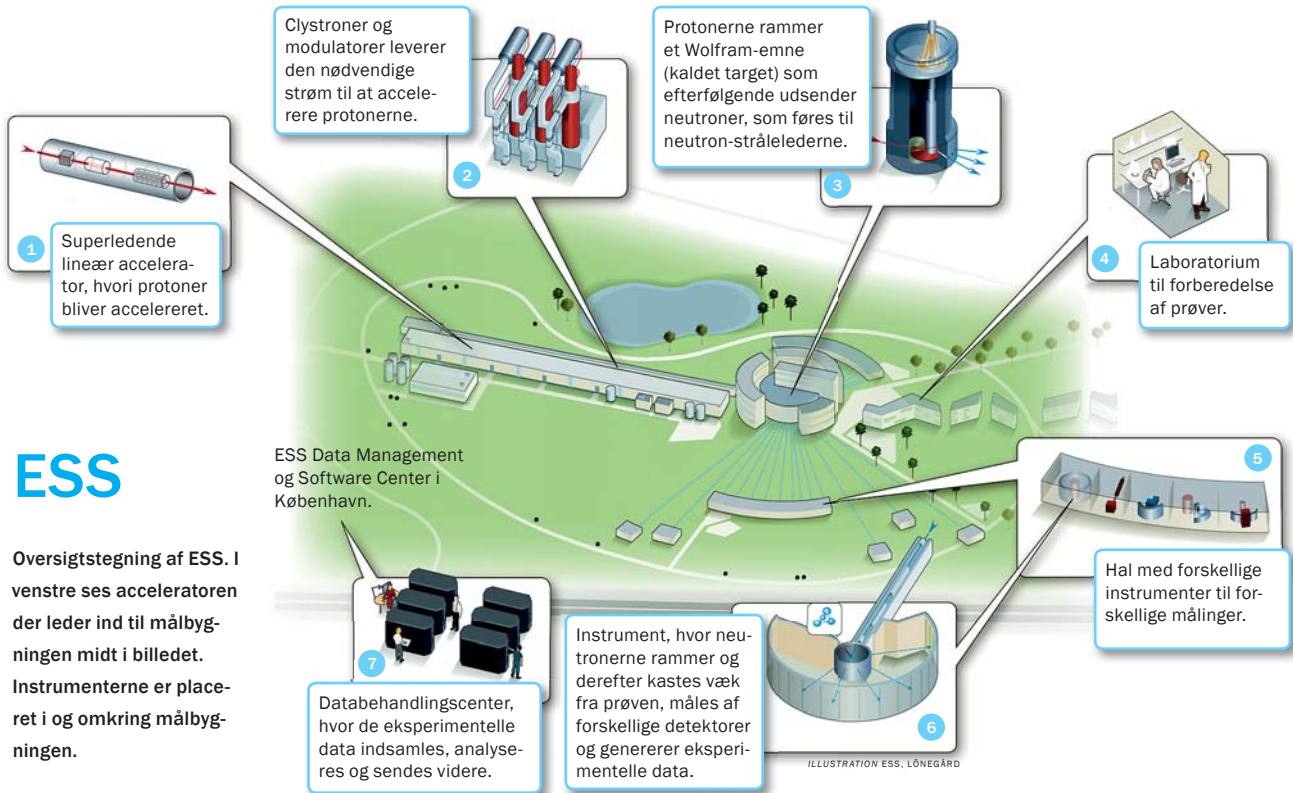 Clystroner og
modulatorer leverer
den nødvendige
strøm til at accele-
rere protonerne.
2
Protonerne rammer
et Wolfram-emne
(kaldet target) som
efterfølgende udsender
neutroner, som føres til
neutron-strålelederne.
3
1
Superledende
lineær accelera-
tor, hvori protoner
bliver accelereret.
4
Laboratorium
til forberedelse
af prøver.
ESS
Oversigtstegning af ESS. I
venstre ses acceleratoren
der leder ind til målbyg-
ningen midt i billedet.
Instrumenterne er place-
ret i og omkring målbyg-
ningen.
ESS Data Management
og Software Center i
København.
5
Hal med forskellige
instrumenter til for-
skellige målinger.
7
Databehandlingscenter,
hvor de eksperimentelle
data indsamles, analyse-
res og sendes videre.
Instrument, hvor neu-
tronerne rammer og
derefter kastes væk
fra prøven, måles af
forskellige detektorer
og genererer eksperi-
mentelle data.
6
ILLUSTRATION ESS, LÖNEGÅRD